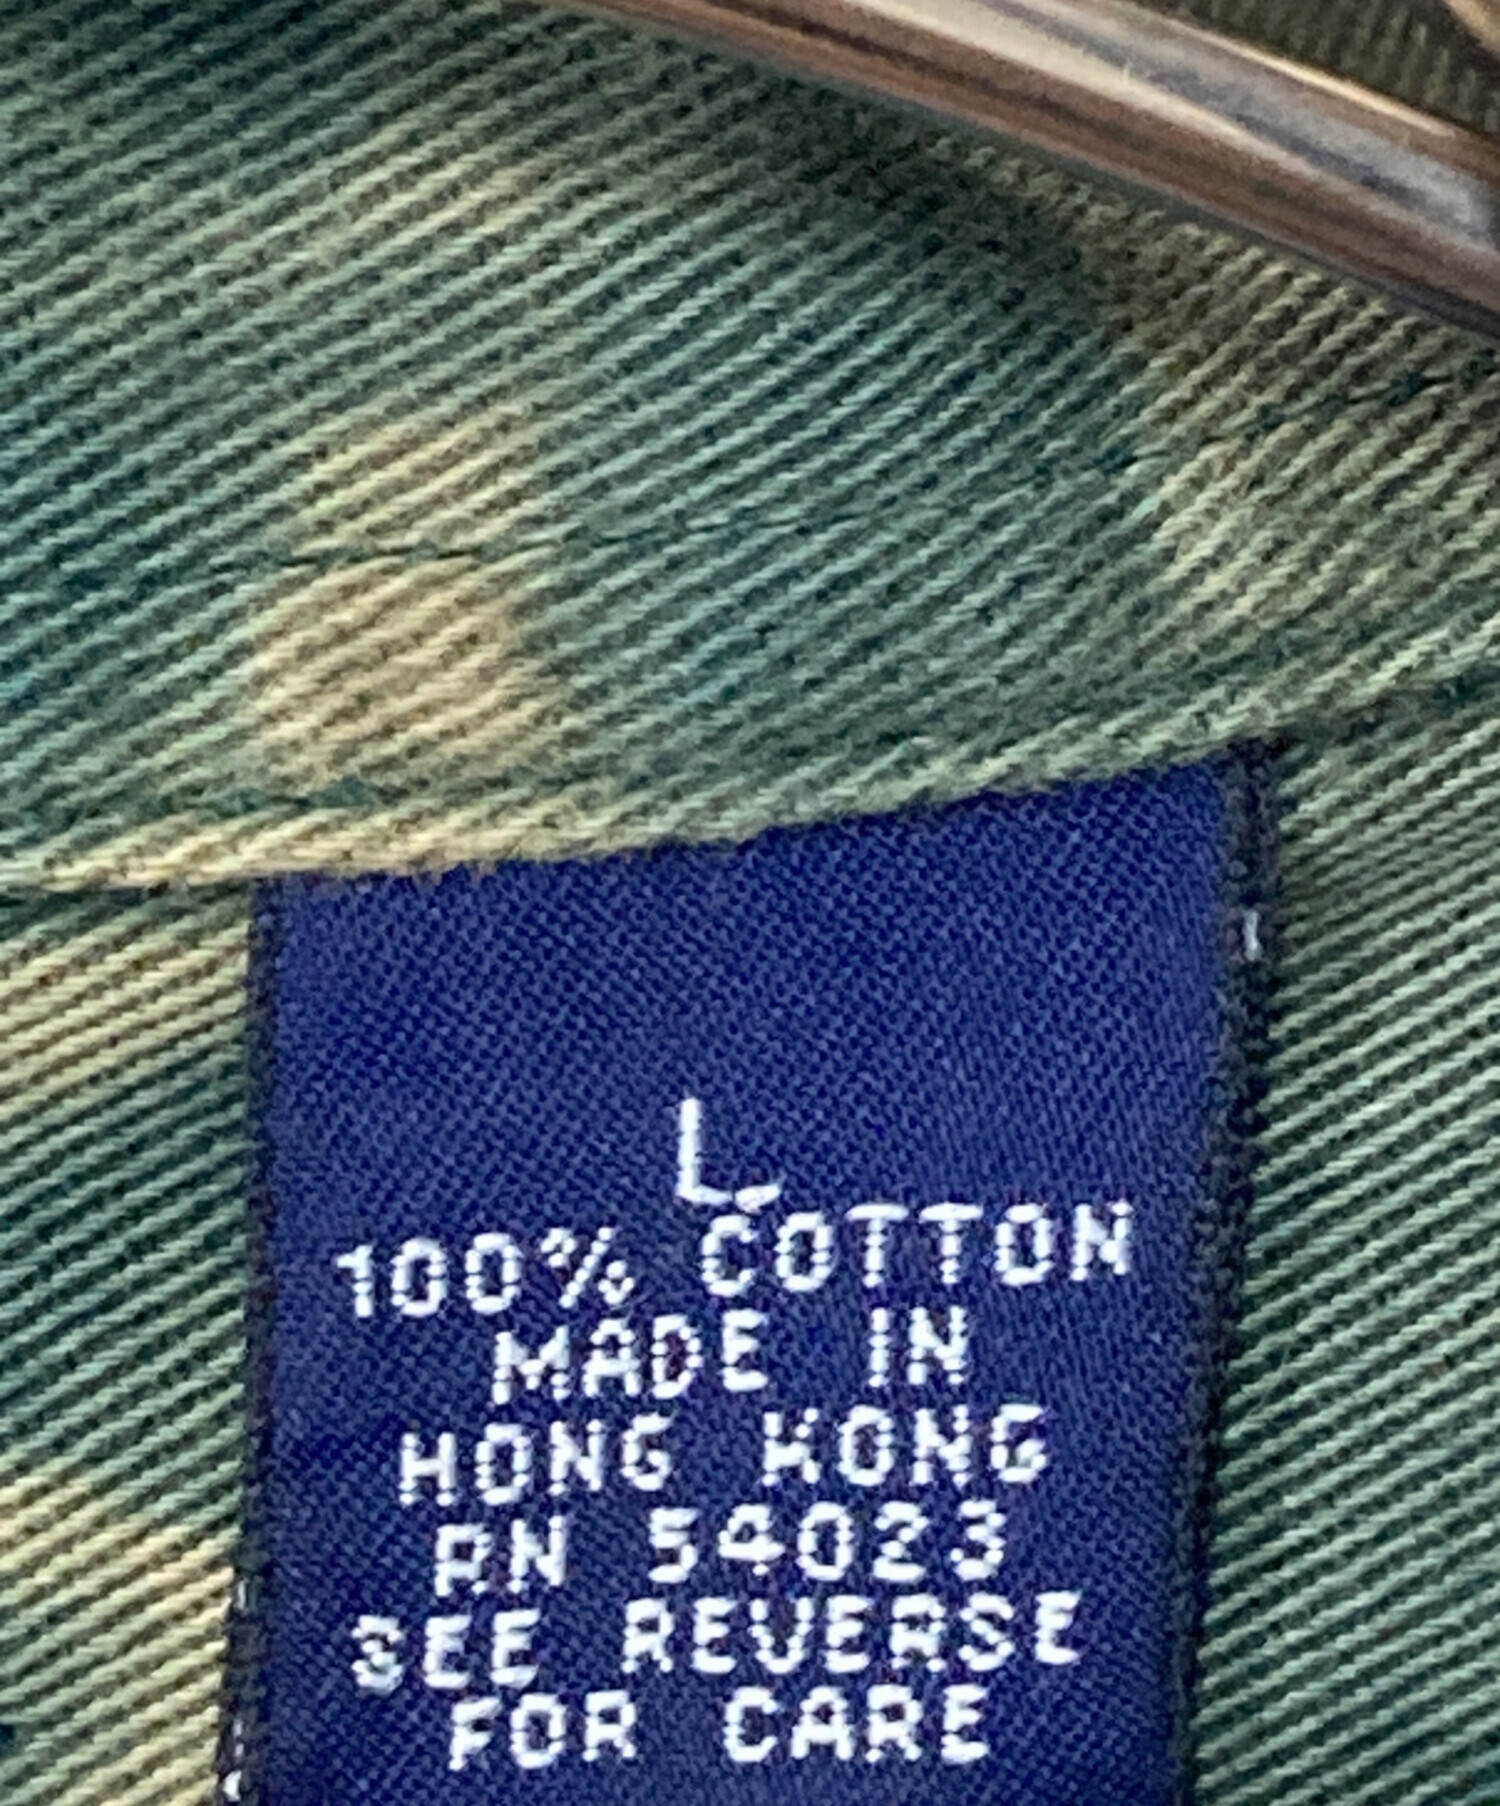 L
100% COTTON
MADE IN
HONG KONG
RN 54023
SEE REVERSE
FOR CARE